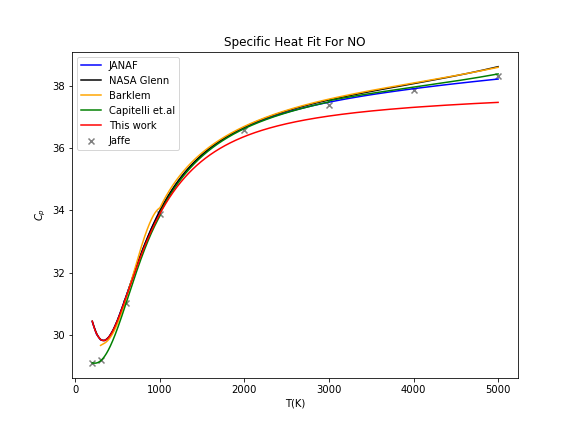 Specific Heat Fit For NO
JANAF
NASA Glenn
Barklem
Capitelli et.al
This work
Jaffe
38
36
34
32
30
C_p
0
1000
2000
3000
4000
5000
T(K)